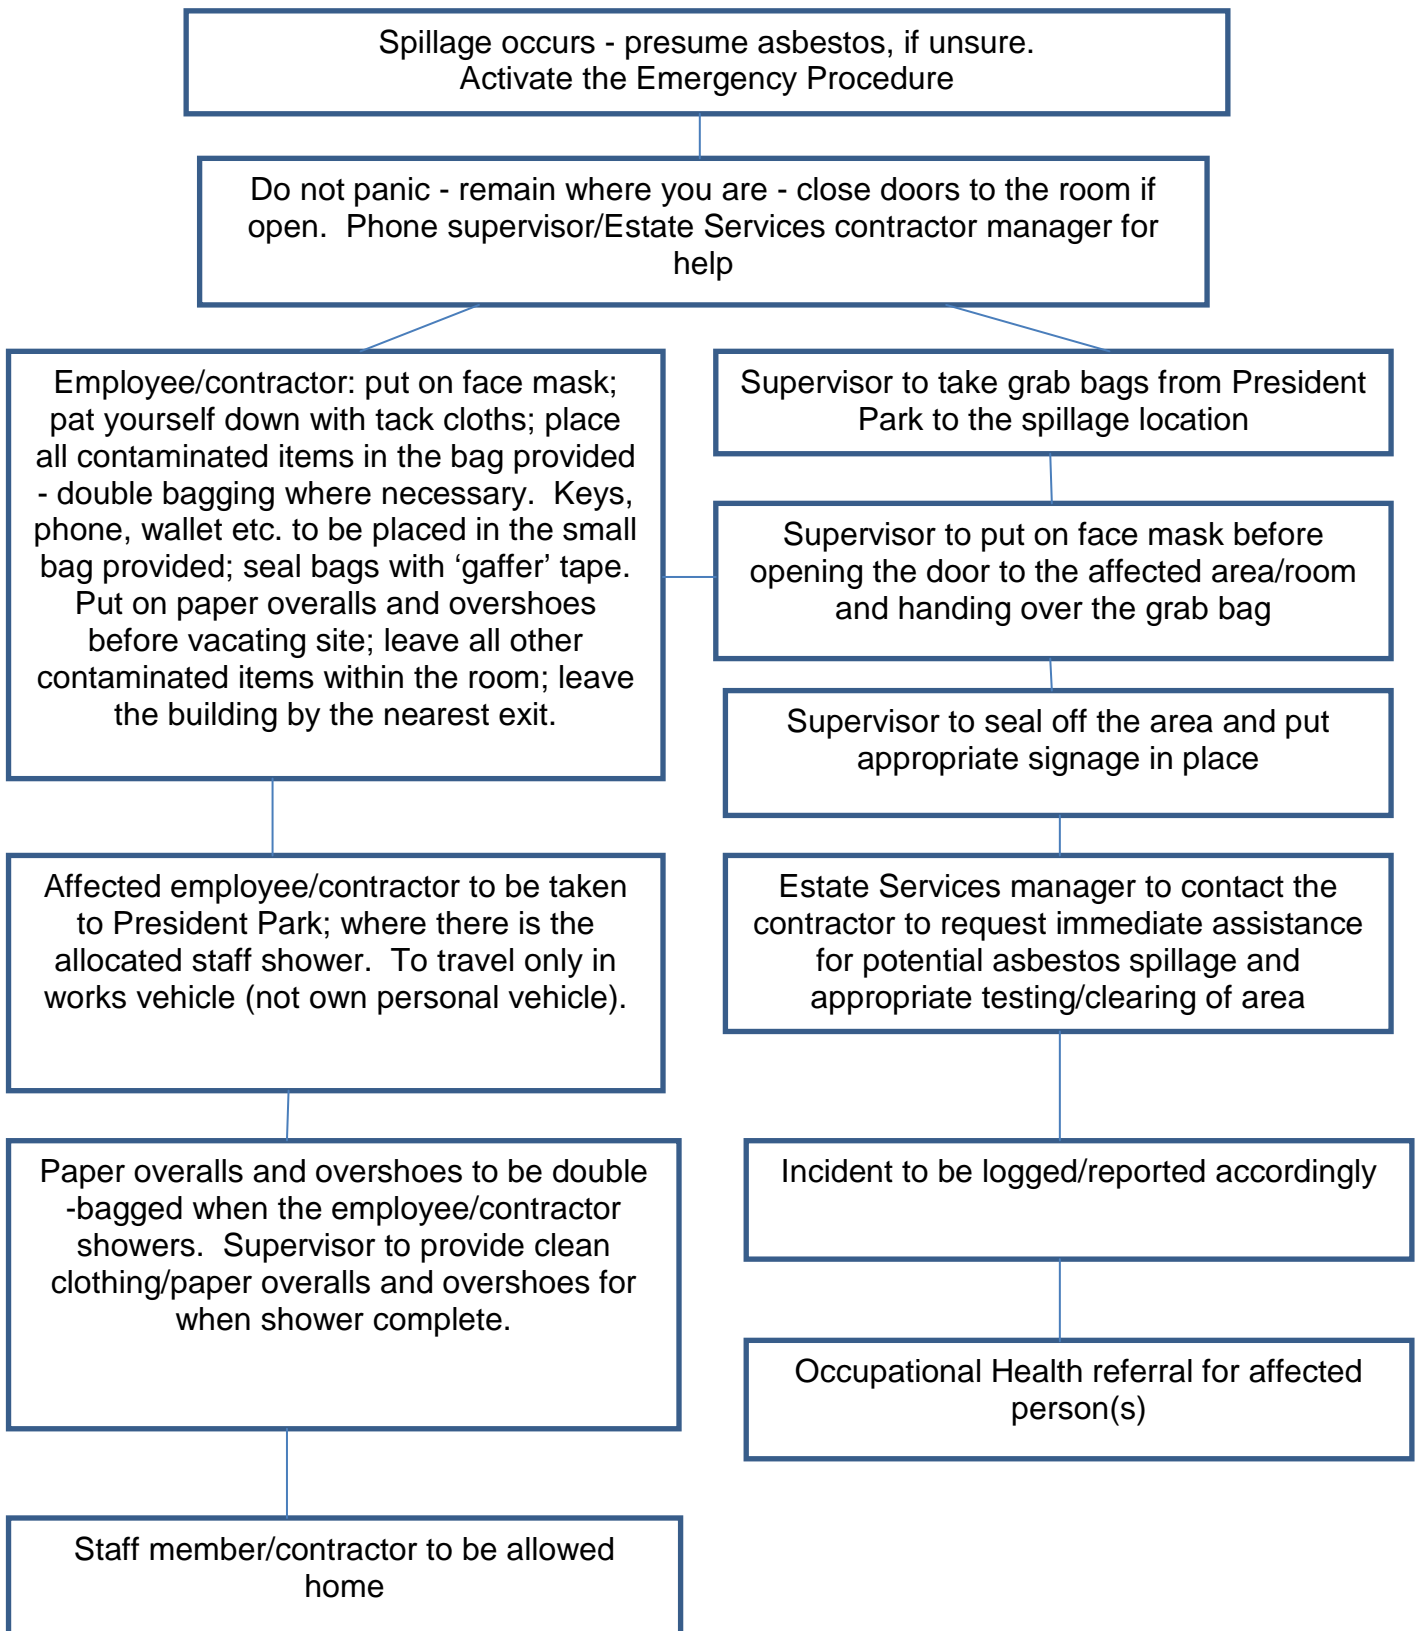 Spillage occurs - presume asbestos, if unsure.
Activate the Emergency Procedure
Do not panic - remain where you are - close doors to the room if
open. Phone supervisor/Estate Services contractor manager for
help
Employee/contractor: put on face mask;
pat yourself down with tack cloths; place
all contaminated items in the bag provided
- double bagging where necessary. Keys,
phone, wallet etc. to be placed in the small
bag provided; seal bags with ‘gaffer’ tape.
Put on paper overalls and overshoes
before vacating site; leave all other
contaminated items within the room; leave
the building by the nearest exit.
Supervisor to take grab bags from President
Park to the spillage location
Supervisor to put on face mask before
opening the door to the affected area/room
and handing over the grab bag
Supervisor to seal off the area and put
appropriate signage in place
Affected employee/contractor to be taken
to President Park; where there is the
allocated staff shower. To travel only in
works vehicle (not own personal vehicle).
Estate Services manager to contact the
contractor to request immediate assistance
for potential asbestos spillage and
appropriate testing/clearing of area
Paper overalls and overshoes to be double
-bagged when the employee/contractor
showers. Supervisor to provide clean
clothing/paper overalls and overshoes for
when shower complete.
Incident to be logged/reported accordingly
Occupational Health referral for affected
person(s)
Staff member/contractor to be allowed
home